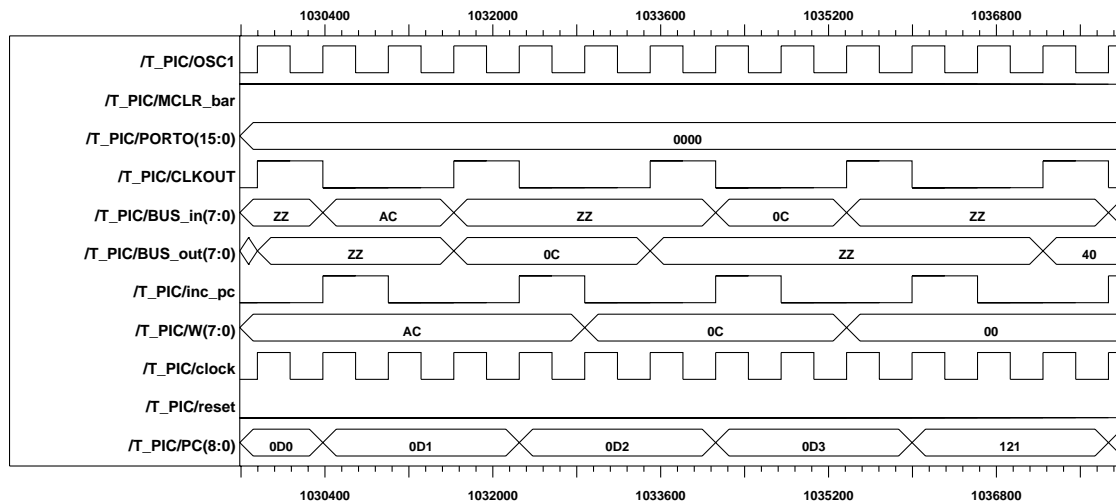 1030400 1032000 1033600 1035200 1036800
/T_PIC/OSC1
/T_PIC/MCLR_bar
/T_PIC/PORTO(15:0) 0000
/T_PIC/CLKOUT
/T_PIC/BUS_in(7:0) ZZ AC ZZ 0C ZZ
/T_PIC/BUS_out(7:0) ZZ 0C ZZ 40
/T_PIC/inc_pc
/T_PIC/W(7:0) AC 0C 00
/T_PIC/clock
/T_PIC/reset
/T_PIC/PC(8:0) 0D0 0D1 0D2 0D3 121
1030400 1032000 1033600 1035200 1036800